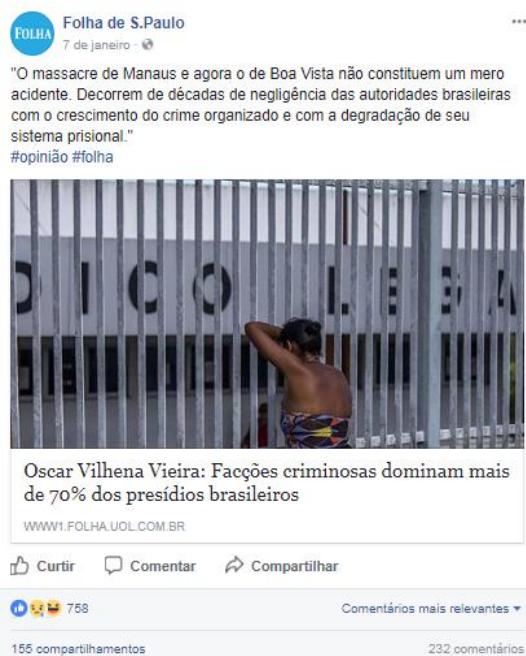 FOLHA
Folha de S.Paulo
7 de janeiro
"O massacre de Manaus e agora o de Boa Vista não constituem um mero
acidente. Decorrem de décadas de negligência das autoridades brasileiras
com o crescimento do crime organizado e com a degradação de seu
sistema prisional."
#opinião #folha
DICO LEGA
Oscar Vilhena Vieira: Facções criminosas dominam mais
de 70% dos presídios brasileiros
WWW1.FOLHA.UOL.COM.BR
Curtir Comentar Compartilhar
758 Comentários mais relevantes
155 compartilhamentos 232 comentários